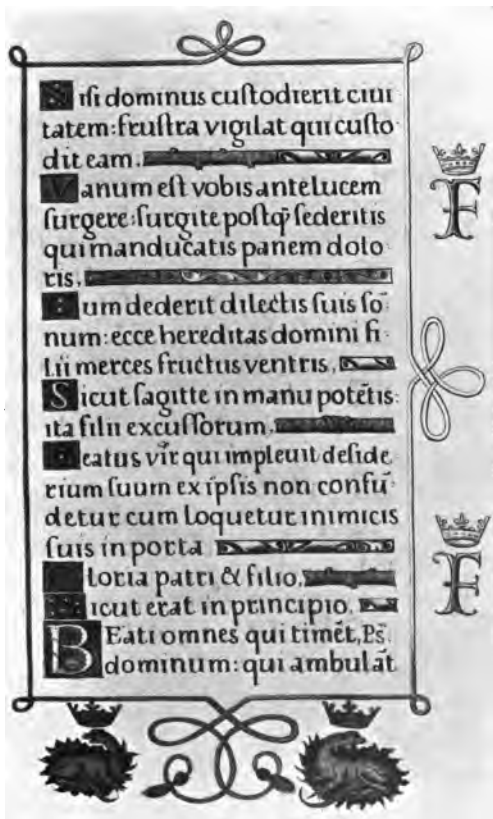 Niſi dominus cuſtodierit ciui
tatem: fruſtra vigilat qui cuſto
dit eam.
Vanum eſt vobis ante lucem
ſurgere: ſurgite poſtq̄ ſederitis
qui manducatis panem dolo
ris.
Cum dederit dilectis ſuis ſō
num: ecce hereditas domini fi
lii merces fructus ventris.
Sicut ſagitte in manu potētis:
ita filii excuſſorum.
Beatus vir qui impleuit deſide
rium ſuum ex ipſis non confū
detur cum loquetur inimicis
ſuis in porta
Gloria patri & filio.
Sicut erat in principio.
BEati omnes qui timēt, Ps̄.
dominum: qui ambulāt
F
F